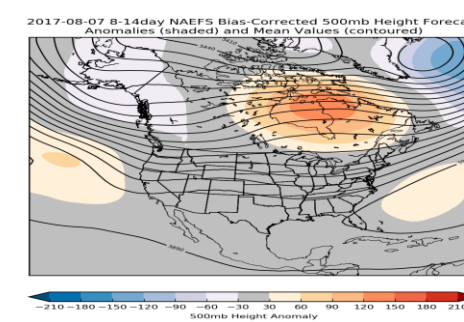 2017-08-07 8-14day NAEFS Bias-Corrected 500mb Height Foreca
Anomalies (shaded) and Mean Values (contoured)
5880
−210 −180 −150 −120 −90 −60 −30 30 60 90 120 150 180 210
500mb Height Anomaly